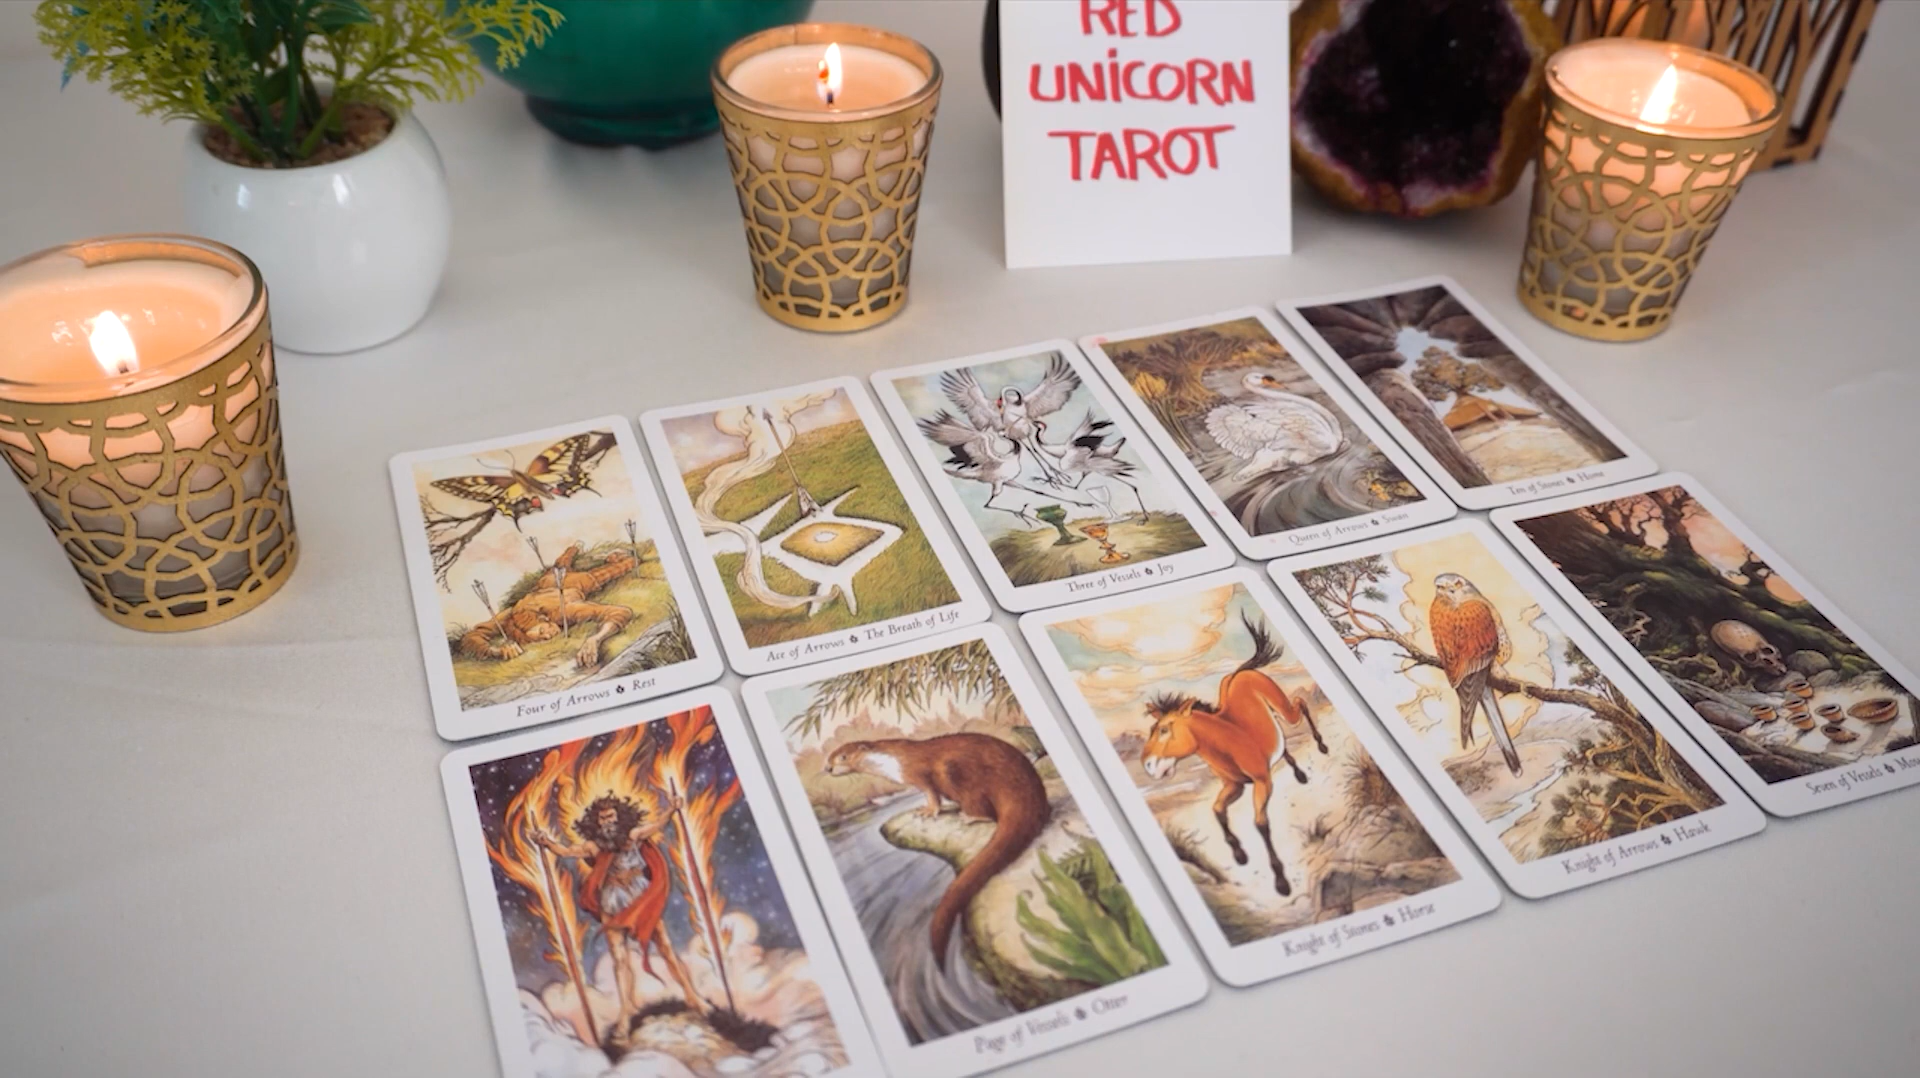 RED
UNICORN
TAROT
Four of Arrows Rest
Ace of Arrows The Breath of Life
Three of Vessels Joy
Queen of Arrows Swan
Ten of Stones Home
Page of Vessels Otter
Knight of Stones Horse
Knight of Arrows Hawk
Seven of Vessels